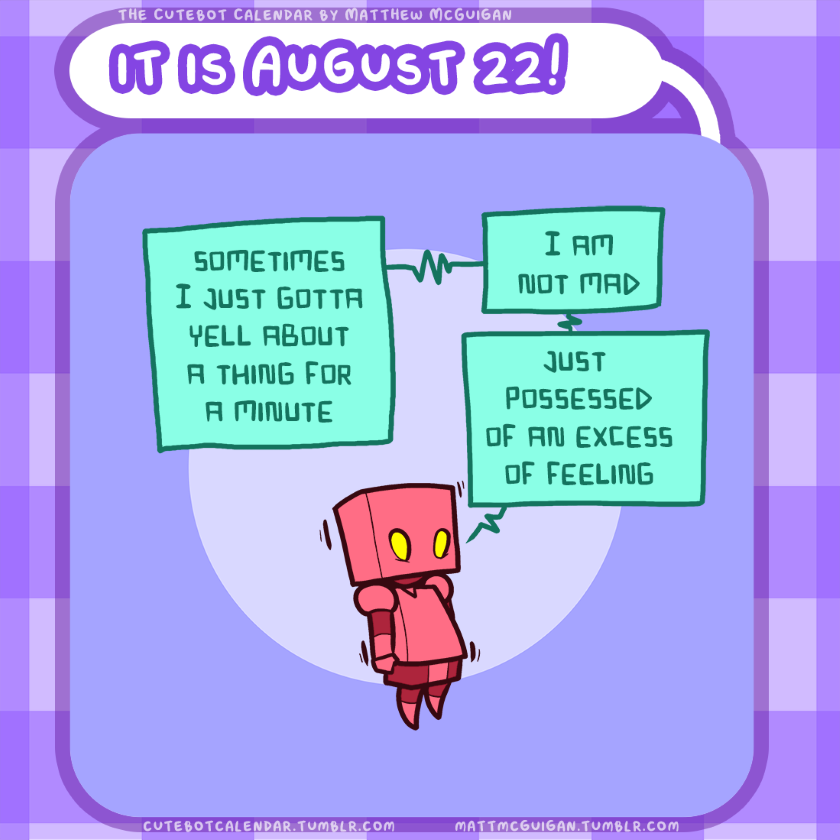 THE CUTEBOT CALENDAR BY MATTHEW MCGUIGAN
IT IS AUGUST 22!
SOMETIMES
I JUST GOTTA
YELL ABOUT
A THING FOR
A MINUTE
I AM
NOT MAD
JUST
POSSESSED
OF AN EXCESS
OF FEELING
CUTEBOTCALENDAR.TUMBLR.COM
MATTMCGUIGAN.TUMBLR.COM